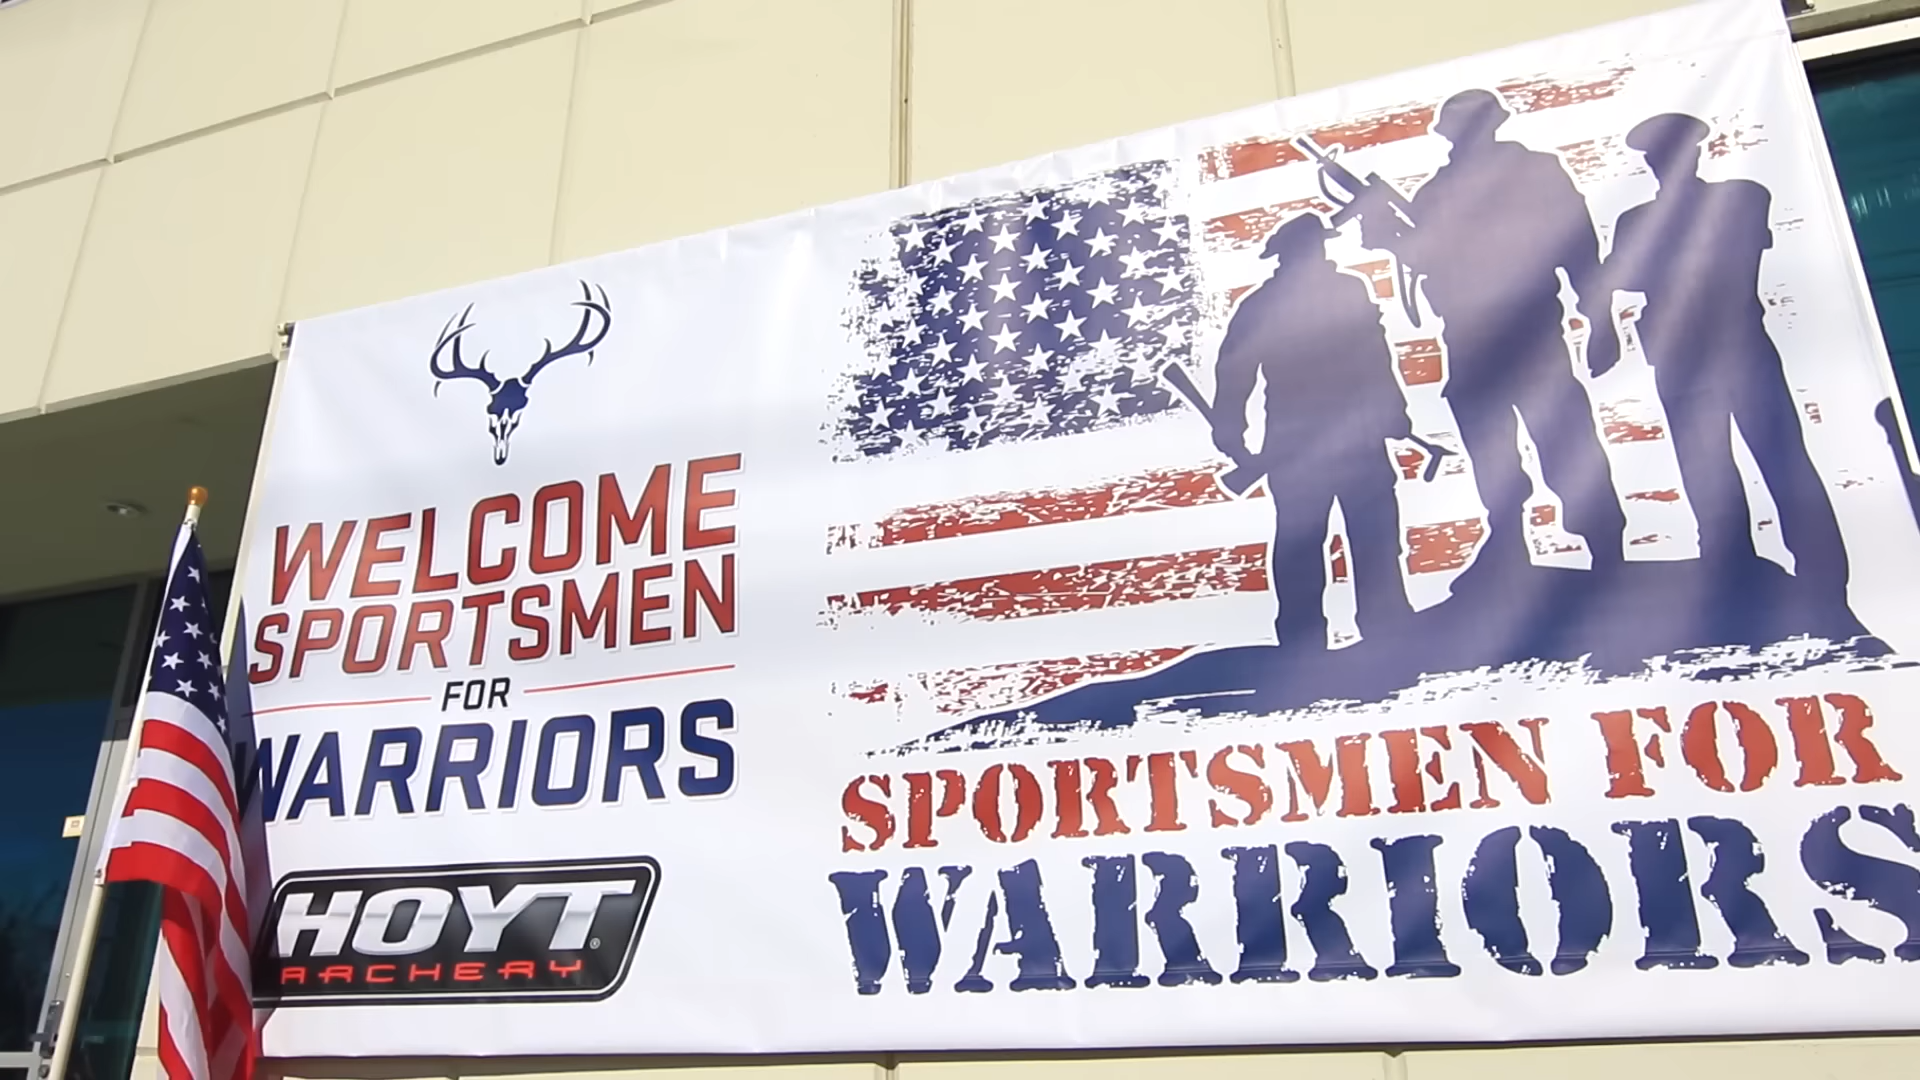 WELCOME
SPORTSMEN
FOR
WARRIORS
HOYT®
ARCHERY
SPORTSMEN FOR
WARRIORS